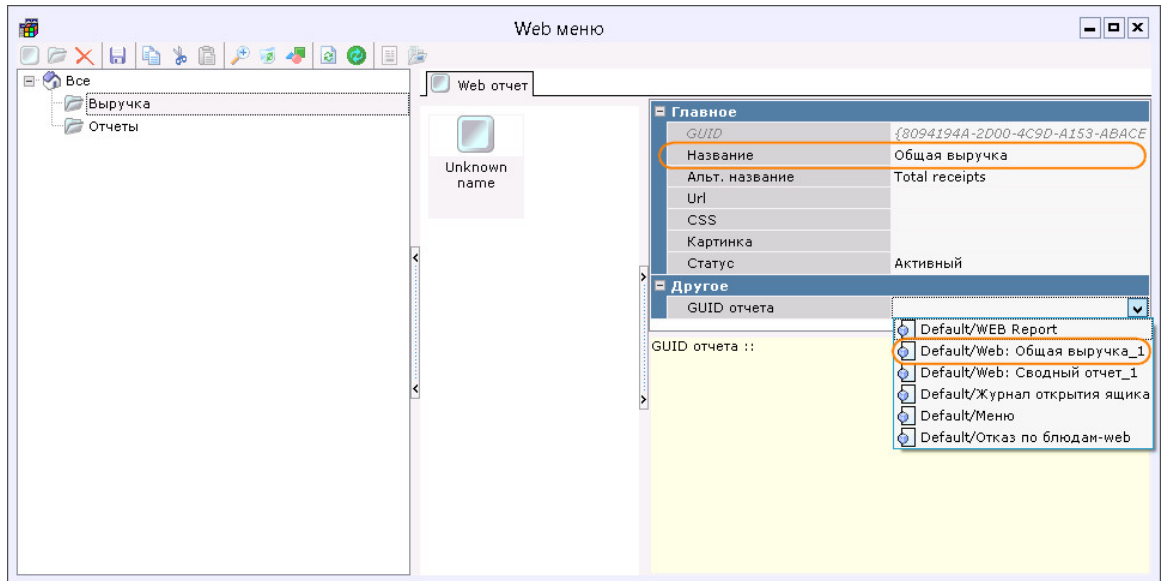 Web меню
Все
Выручка
Отчеты
Web отчет
Unknown
name
Главное
GUID {8094194A-2D00-4C9D-A153-ABACE
Название Общая выручка
Альт. название Total receipts
Url
CSS
Картинка
Статус Активный
Другое
GUID отчета
Default/WEB Report
Default/Web: Общая выручка_1
Default/Web: Сводный отчет_1
Default/Журнал открытия ящика
Default/Меню
Default/Отказ по блюдам-web
GUID отчета ::